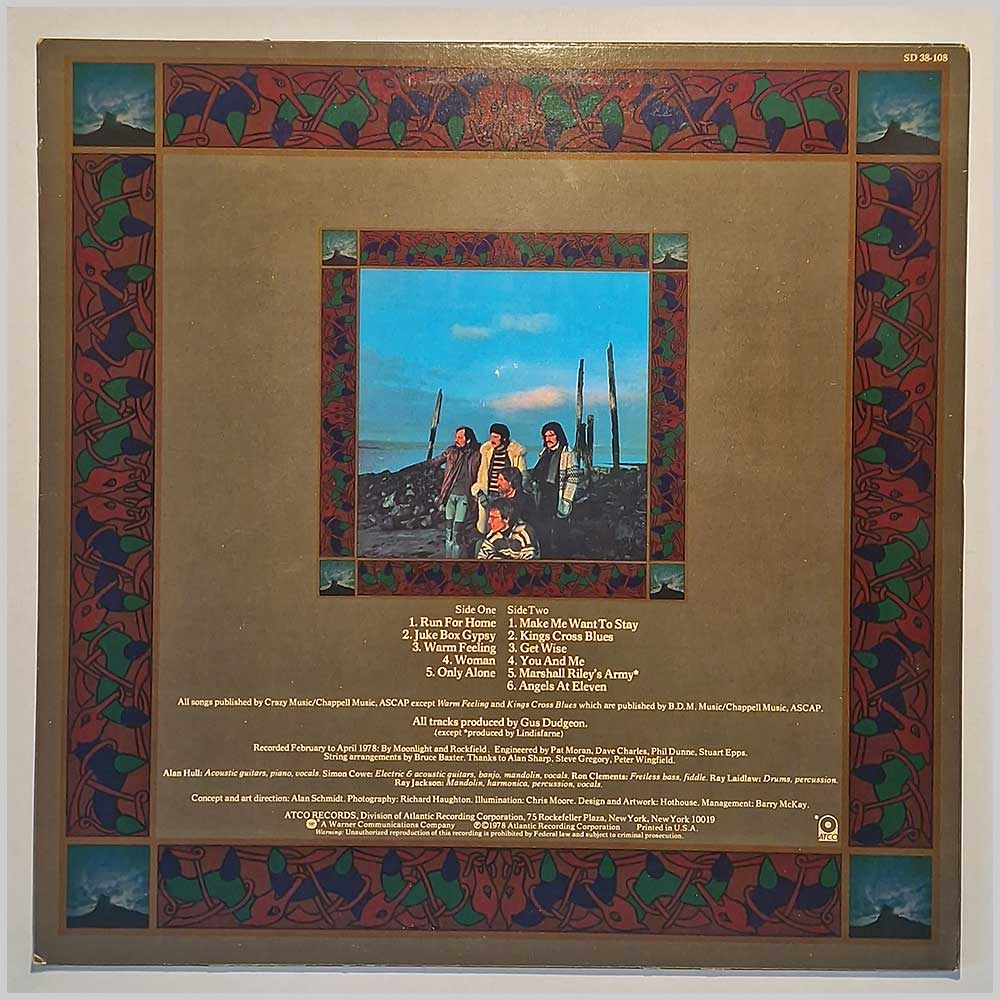 SD 38-108
Side One
1. Run For Home
2. Juke Box Gypsy
3. Warm Feeling
4. Woman
5. Only Alone
Side Two
1. Make Me Want To Stay
2. Kings Cross Blues
3. Get Wise
4. You And Me
5. Marshall Riley's Army*
6. Angels At Eleven
All songs published by Crazy Music/Chappell Music, ASCAP except Warm Feeling and Kings Cross Blues which are published by B.D.M. Music/Chappell Music, ASCAP.
All tracks produced by Gus Dudgeon.
(except *produced by Lindisfarne)
Recorded February to April 1978: By Moonlight and Rockfield. Engineered by Pat Moran, Dave Charles, Phil Dunne, Stuart Epps.
String arrangements by Bruce Baxter. Thanks to Alan Sharp, Steve Gregory, Peter Wingfield.
Alan Hull: Acoustic guitars, piano, vocals. Simon Cowe: Electric & acoustic guitars, banjo, mandolin, vocals. Ron Clements: Fretless bass, fiddle. Ray Laidlaw: Drums, percussion.
Ray Jackson: Mandolin, harmonica, percussion, vocals.
Concept and art direction: Alan Schmidt. Photography: Richard Haughton. Illumination: Chris Moore. Design and Artwork: Hothouse. Management: Barry McKay.
ATCO RECORDS, Division of Atlantic Recording Corporation, 75 Rockefeller Plaza, New York, New York 10019
A Warner Communications Company ℗©1978 Atlantic Recording Corporation Printed in U.S.A.
Warning: Unauthorized reproduction of this recording is prohibited by Federal law and subject to criminal prosecution.
ATCO